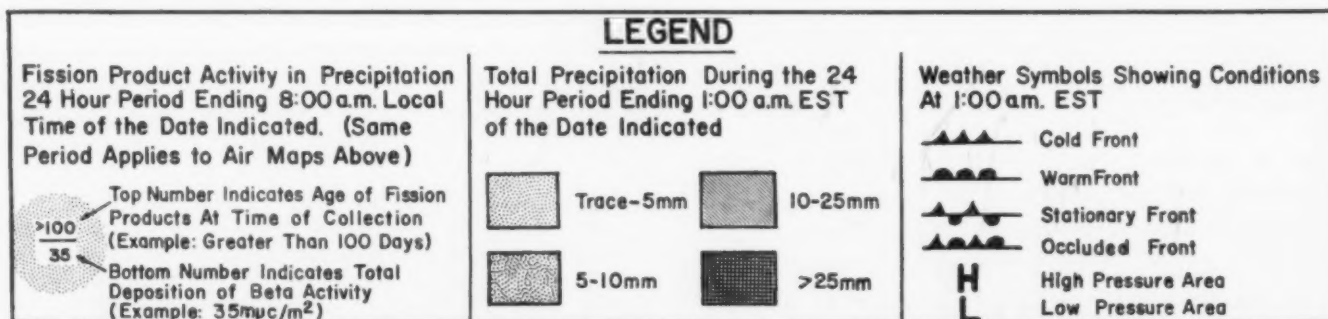 LEGEND
Fission Product Activity in Precipitation
24 Hour Period Ending 8:00 a.m. Local
Time of the Date Indicated. (Same
Period Applies to Air Maps Above)
>100
35
Top Number Indicates Age of Fission
Products At Time of Collection
(Example: Greater Than 100 Days)
Bottom Number Indicates Total
Deposition of Beta Activity
(Example: 35mμc/m²)
Total Precipitation During the 24
Hour Period Ending 1:00 a.m. EST
of the Date Indicated
Trace-5mm
10-25mm
5-10mm
>25mm
Weather Symbols Showing Conditions
At 1:00 am. EST
Cold Front
Warm Front
Stationary Front
Occluded Front
H High Pressure Area
L Low Pressure Area